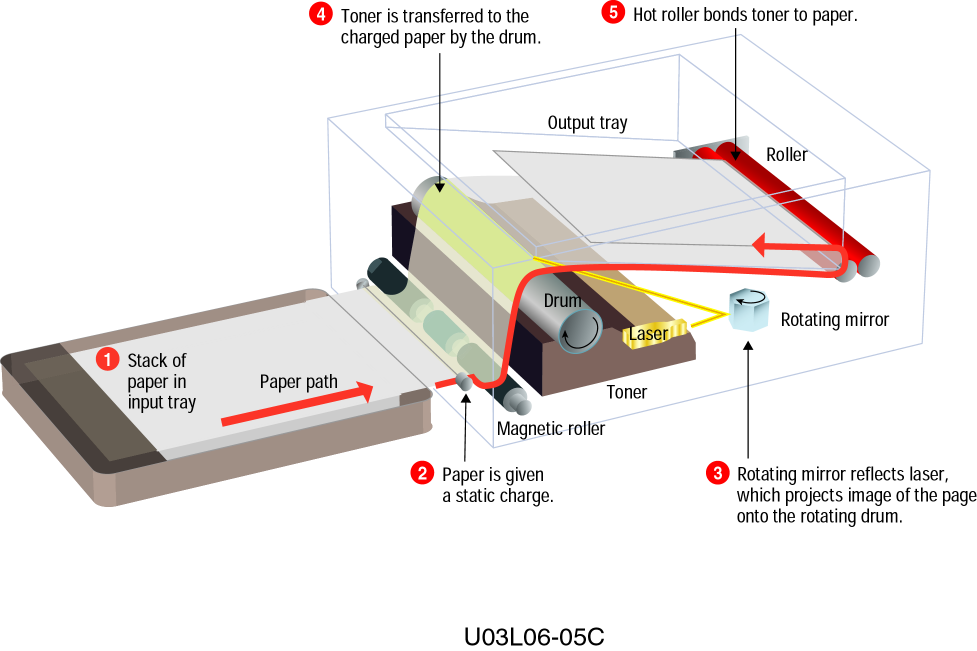 4 Toner is transferred to the
charged paper by the drum.
5 Hot roller bonds toner to paper.
Output tray
Roller
Drum
Laser
Rotating mirror
1 Stack of
paper in
input tray
Paper path
Toner
Magnetic roller
2 Paper is given
a static charge.
3 Rotating mirror reflects laser,
which projects image of the page
onto the rotating drum.
U03L06-05C